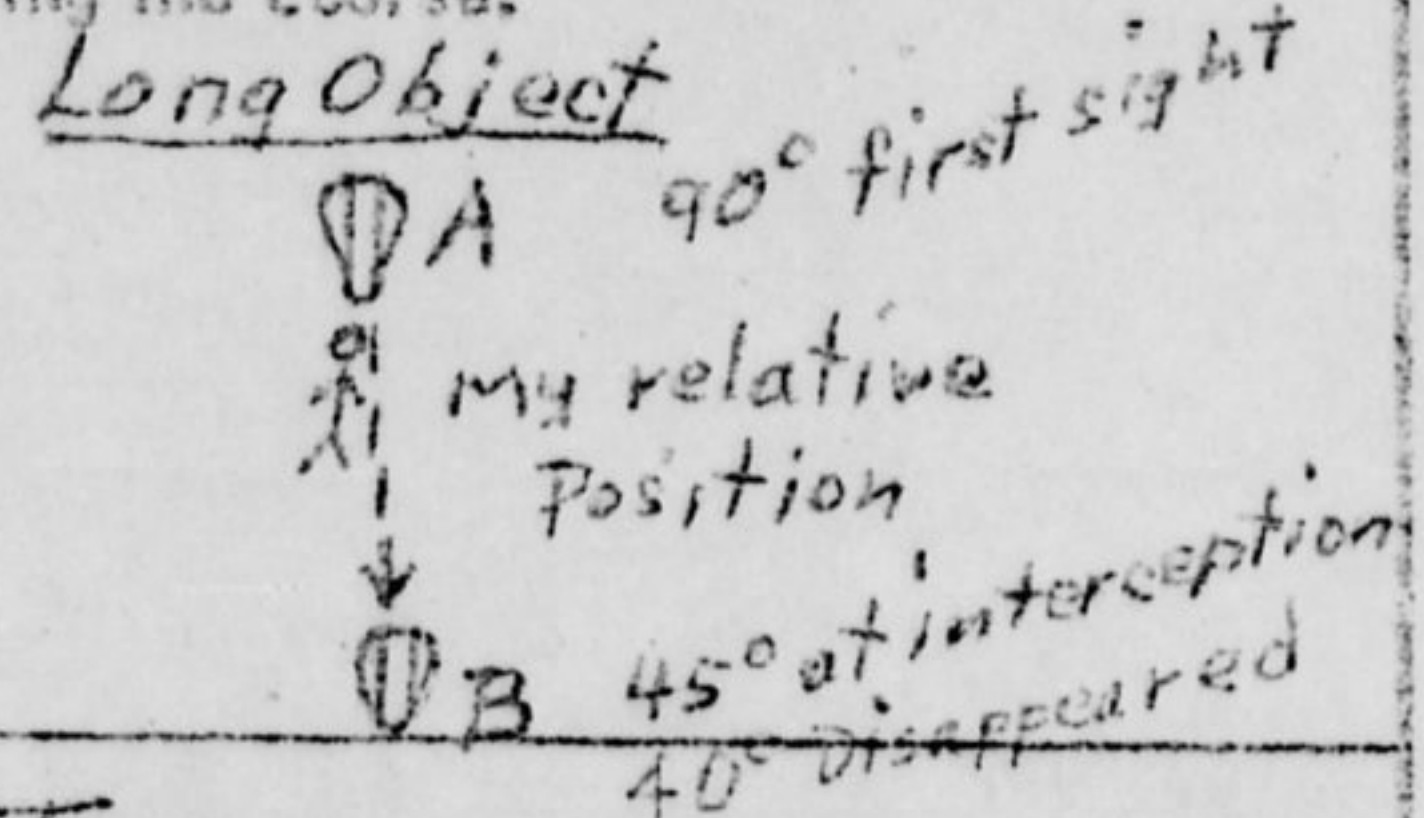 Long Object
A 90° first sight
My relative
Position
B 45° at interception
40° Disappeared